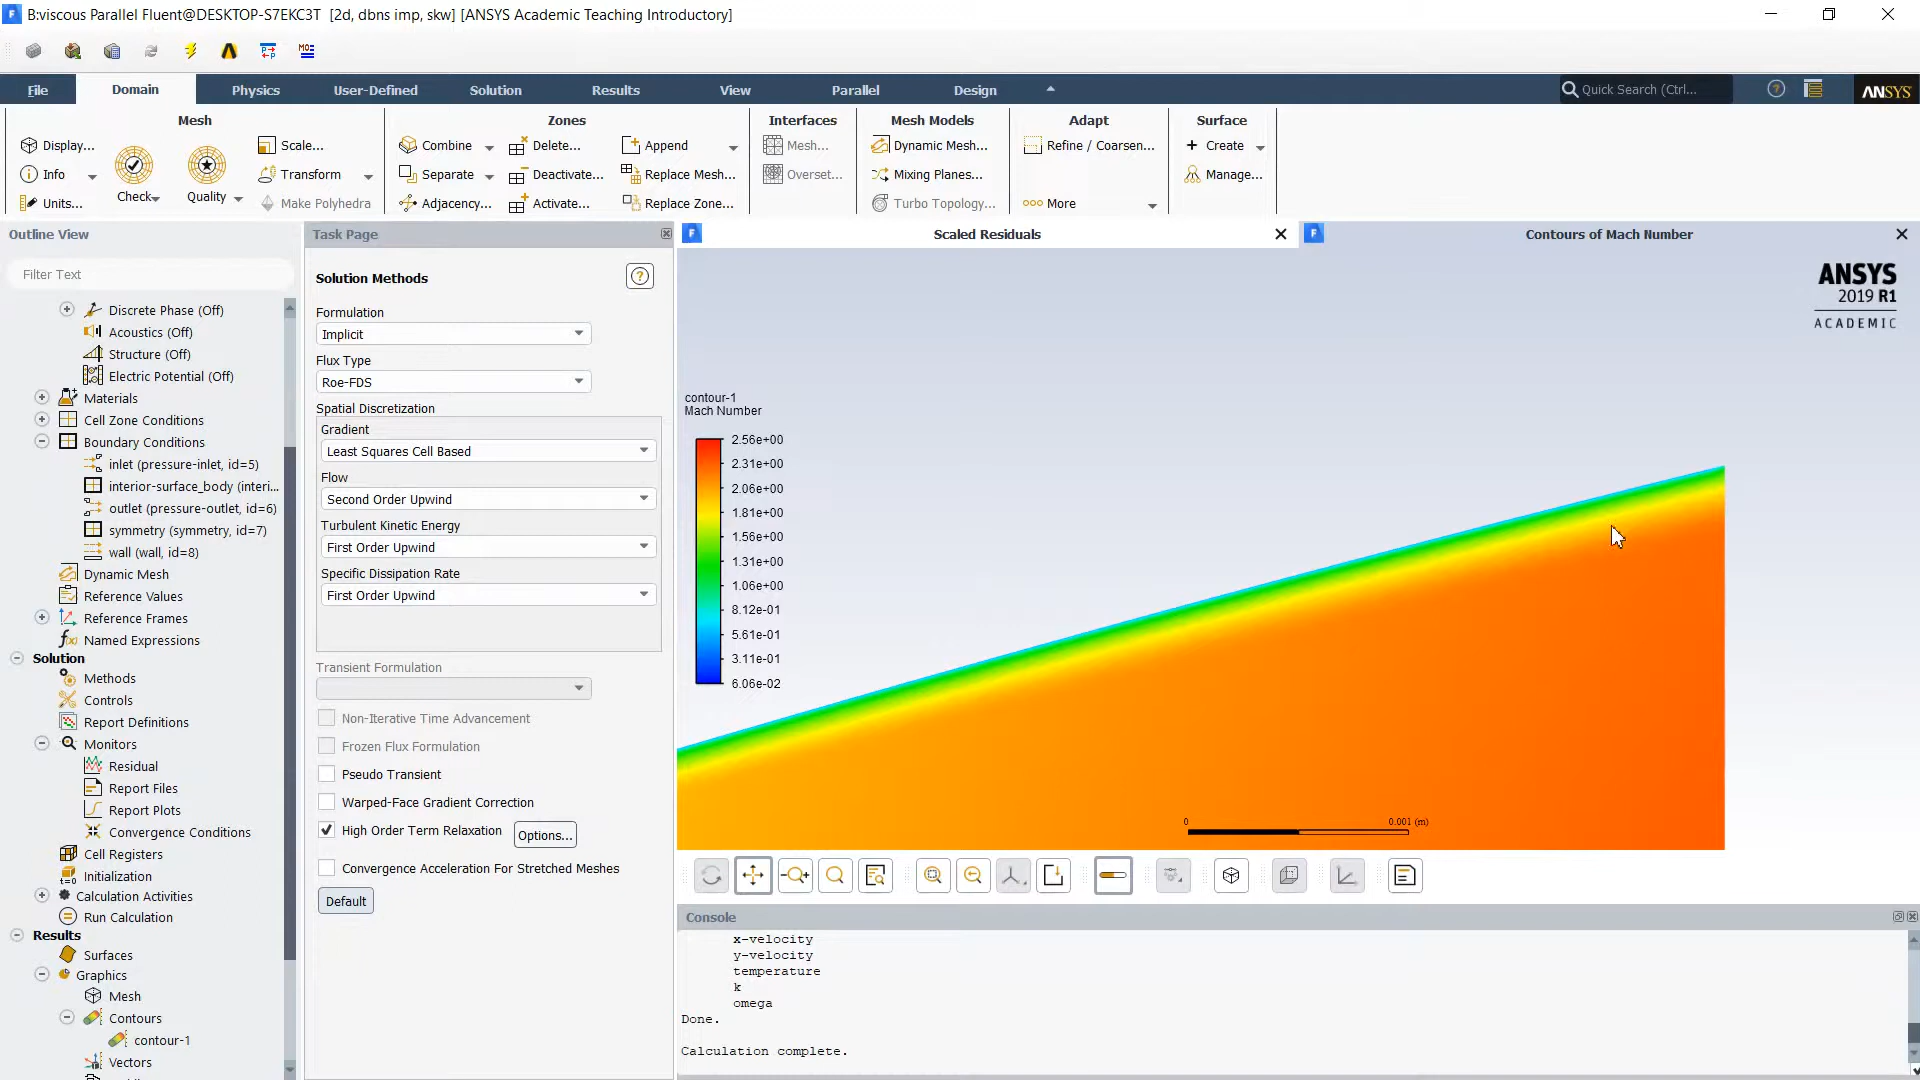 B:viscous Parallel Fluent@DESKTOP-S7EKC3T [2d, dbns imp, skw] [ANSYS Academic Teaching Introductory]
File
Domain
Physics
User-Defined
Solution
Results
View
Parallel
Design
Quick Search (Ctrl...
ANSYS
Mesh
Display...
Info
Units...
Check
Quality
Scale...
Transform
Make Polyhedra
Zones
Combine
Separate
Adjacency...
Delete...
Deactivate...
Activate...
Append
Replace Mesh...
Replace Zone...
Interfaces
Mesh...
Overset...
Mesh Models
Dynamic Mesh...
Mixing Planes...
Turbo Topology...
Adapt
Refine / Coarsen...
More
Surface
Create
Manage...
Outline View
Filter Text
Discrete Phase (Off)
Acoustics (Off)
Structure (Off)
Electric Potential (Off)
Materials
Cell Zone Conditions
Boundary Conditions
inlet (pressure-inlet, id=5)
interior-surface_body (interi...
outlet (pressure-outlet, id=6)
symmetry (symmetry, id=7)
wall (wall, id=8)
Dynamic Mesh
Reference Values
Reference Frames
Named Expressions
Solution
Methods
Controls
Report Definitions
Monitors
Residual
Report Files
Report Plots
Convergence Conditions
Cell Registers
Initialization
Calculation Activities
Run Calculation
Results
Surfaces
Graphics
Mesh
Contours
contour-1
Vectors
Task Page
Solution Methods
Formulation
Implicit
Flux Type
Roe-FDS
Spatial Discretization
Gradient
Least Squares Cell Based
Flow
Second Order Upwind
Turbulent Kinetic Energy
First Order Upwind
Specific Dissipation Rate
First Order Upwind
Transient Formulation
Non-Iterative Time Advancement
Frozen Flux Formulation
Pseudo Transient
Warped-Face Gradient Correction
High Order Term Relaxation
Options...
Convergence Acceleration For Stretched Meshes
Default
Scaled Residuals
Contours of Mach Number
ANSYS
2019 R1
ACADEMIC
contour-1
Mach Number
2.56e+00
2.31e+00
2.06e+00
1.81e+00
1.56e+00
1.31e+00
1.06e+00
8.12e-01
5.61e-01
3.11e-01
6.06e-02
0
0.001 (m)
Console
x-velocity
y-velocity
temperature
k
omega
Done.
Calculation complete.